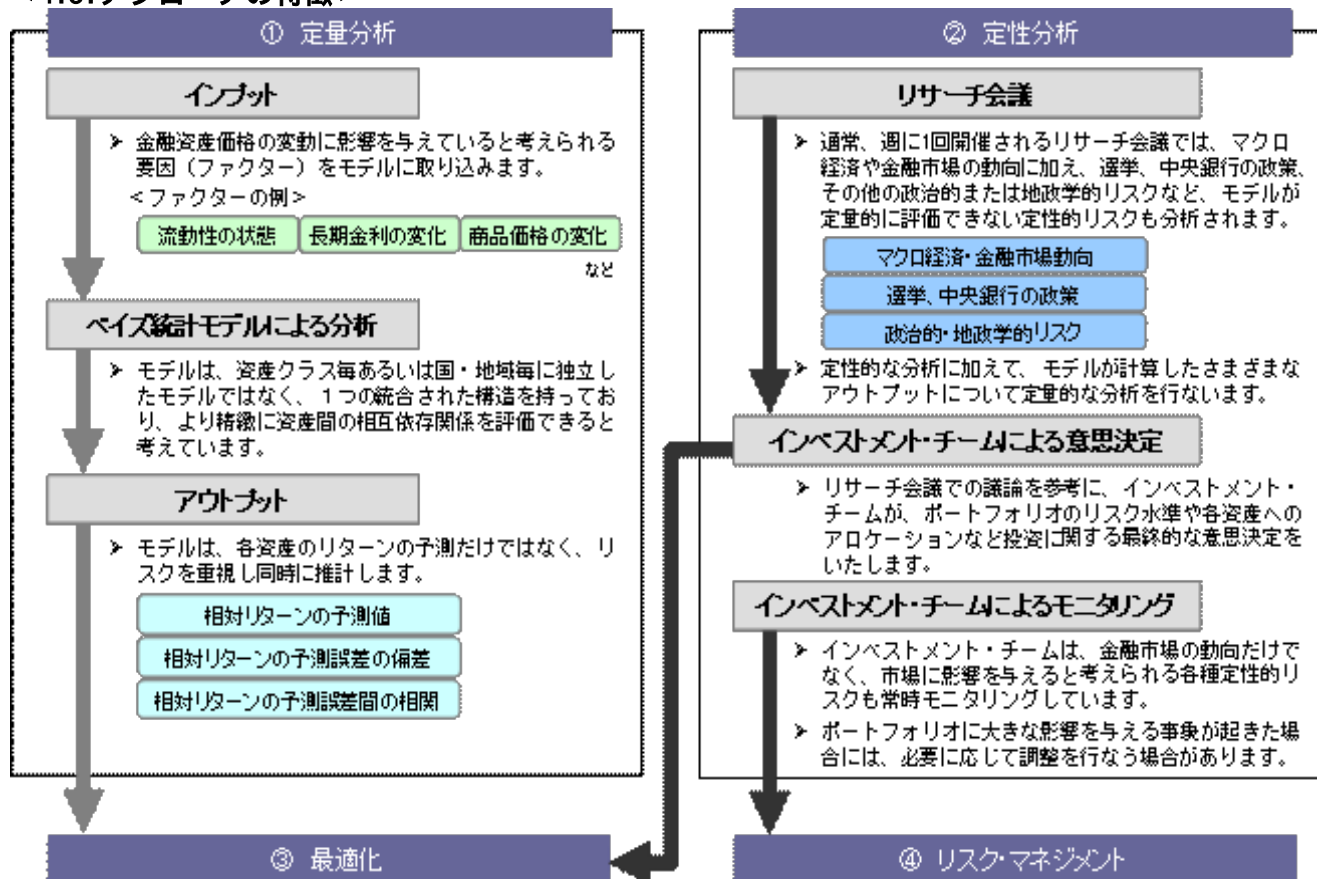 ① 定量分析
インプット
➢ 金融資産価格の変動に影響を与えていると考えられる
要因(ファクター)をモデルに取り込みます。
<ファクターの例>
流動性の状態 長期金利の変化 商品価格の変化
など
ベイズ統計モデルによる分析
➢ モデルは、資産クラス毎あるいは国・地域毎に独立し
たモデルではなく、1つの統合された構造を持ってお
り、より精緻に資産間の相互依存関係を評価できると
考えています。
アウトプット
➢ モデルは、各資産のリターンの予測だけではなく、リ
スクを重視し同時に推計します。
相対リターンの予測値
相対リターンの予測誤差の偏差
相対リターンの予測誤差間の相関
③ 最適化
② 定性分析
リサーチ会議
➢ 通常、週に1回開催されるリサーチ会議では、マクロ
経済や金融市場の動向に加え、選挙、中央銀行の政策、
その他の政治的または地政学的リスクなど、モデルが
定量的に評価できない定性的リスクも分析されます。
マクロ経済・金融市場動向
選挙、中央銀行の政策
政治的・地政学的リスク
➢ 定性的な分析に加えて、モデルが計算したさまざまな
アウトプットについて定量的な分析を行ないます。
インベストメント・チームによる意思決定
➢ リサーチ会議での議論を参考に、インベストメント・
チームが、ポートフォリオのリスク水準や各資産への
アロケーションなど投資に関する最終的な意思決定を
いたします。
インベストメント・チームによるモニタリング
➢ インベストメント・チームは、金融市場の動向だけで
なく、市場に影響を与えると考えられる各種定性的リ
スクも常時モニタリングしています。
➢ ポートフォリオに大きな影響を与える事象が起きた場
合には、必要に応じて調整を行なう場合があります。
④ リスク・マネジメント